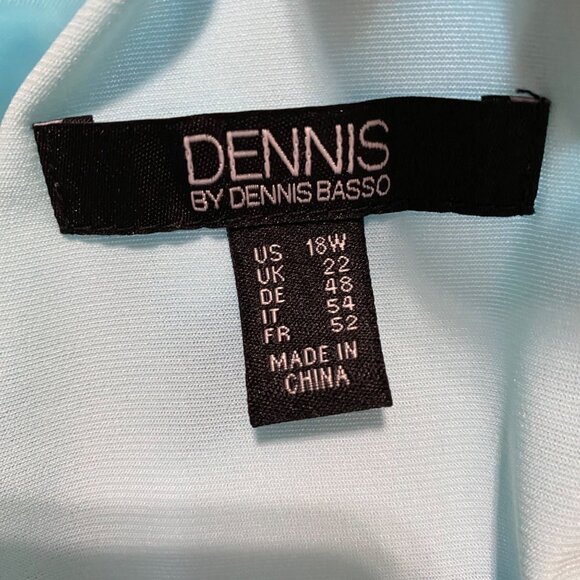 DENNIS
BY DENNIS BASSO
US 18W
UK 22
DE 48
IT 54
FR 52
MADE IN
CHINA